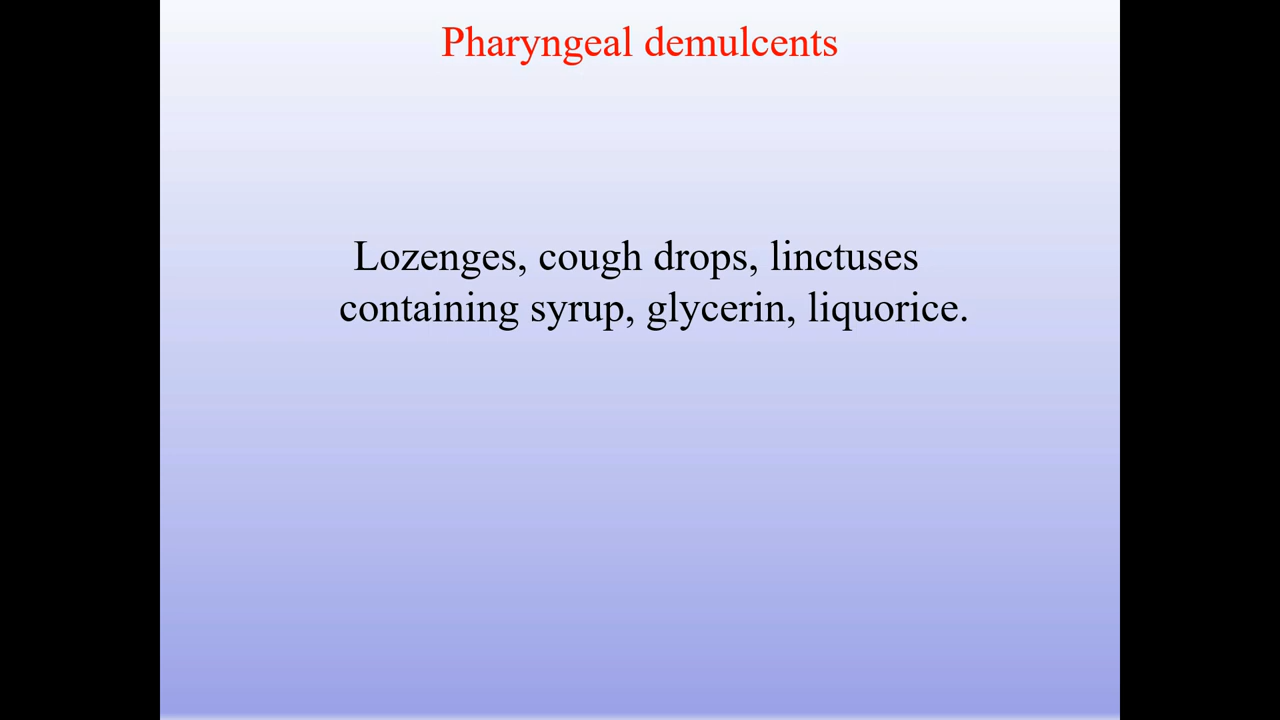 Pharyngeal demulcents
Lozenges, cough drops, linctuses
containing syrup, glycerin, liquorice.